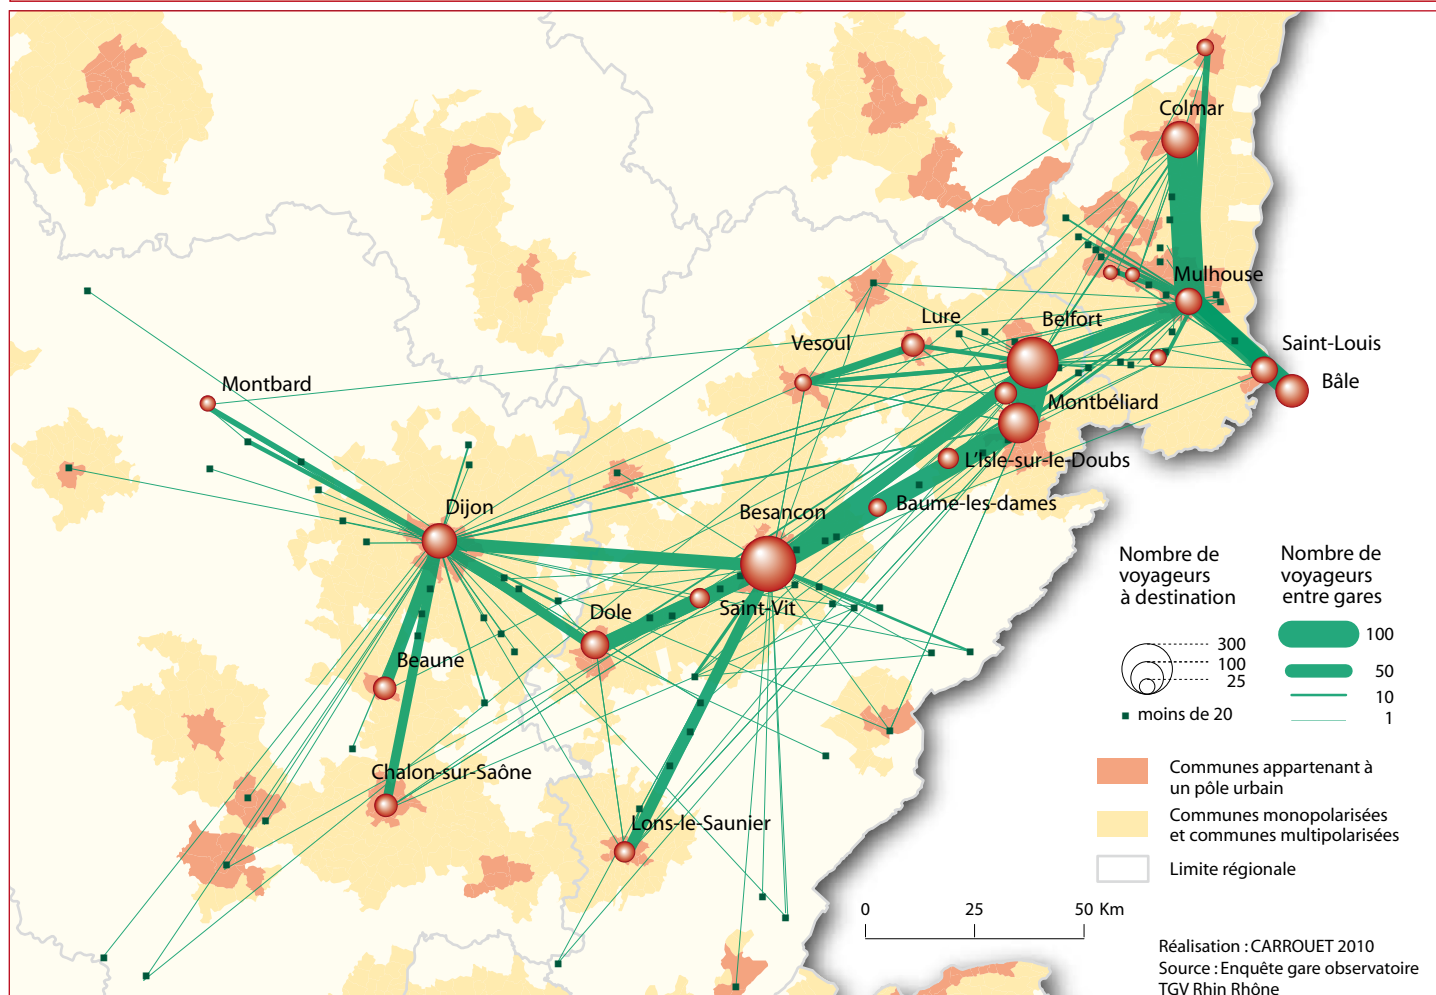 Colmar
Mulhouse
Belfort
Lure
Vesoul
Saint-Louis
Bâle
Montbard
Montbéliard
L'Isle-sur-le-Doubs
Baume-les-dames
Dijon
Besancon
Saint-Vit
Dole
Beaune
Chalon-sur-Saône
Lons-le-Saunier
Nombre de
voyageurs
à destination
300
100
25
moins de 20
Nombre de
voyageurs
entre gares
100
50
10
1
Communes appartenant à
un pôle urbain
Communes monopolarisées
et communes multipolarisées
Limite régionale
0 25 50 Km
Réalisation : CARROUET 2010
Source : Enquête gare observatoire
TGV Rhin Rhône